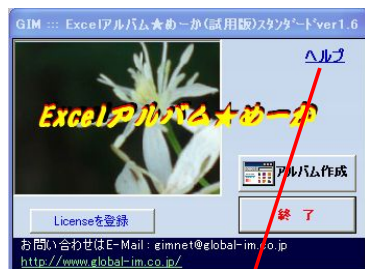 GIM ::: Excelアルバム★めーか(試用版)スタンダードver1.6
ヘルプ
Excelアルバム★めーか
アルバム作成
Licenseを登録
終 了
お問い合わせはE-Mail : gimnet@global-im.co.jp
http://www.global-im.co.jp/